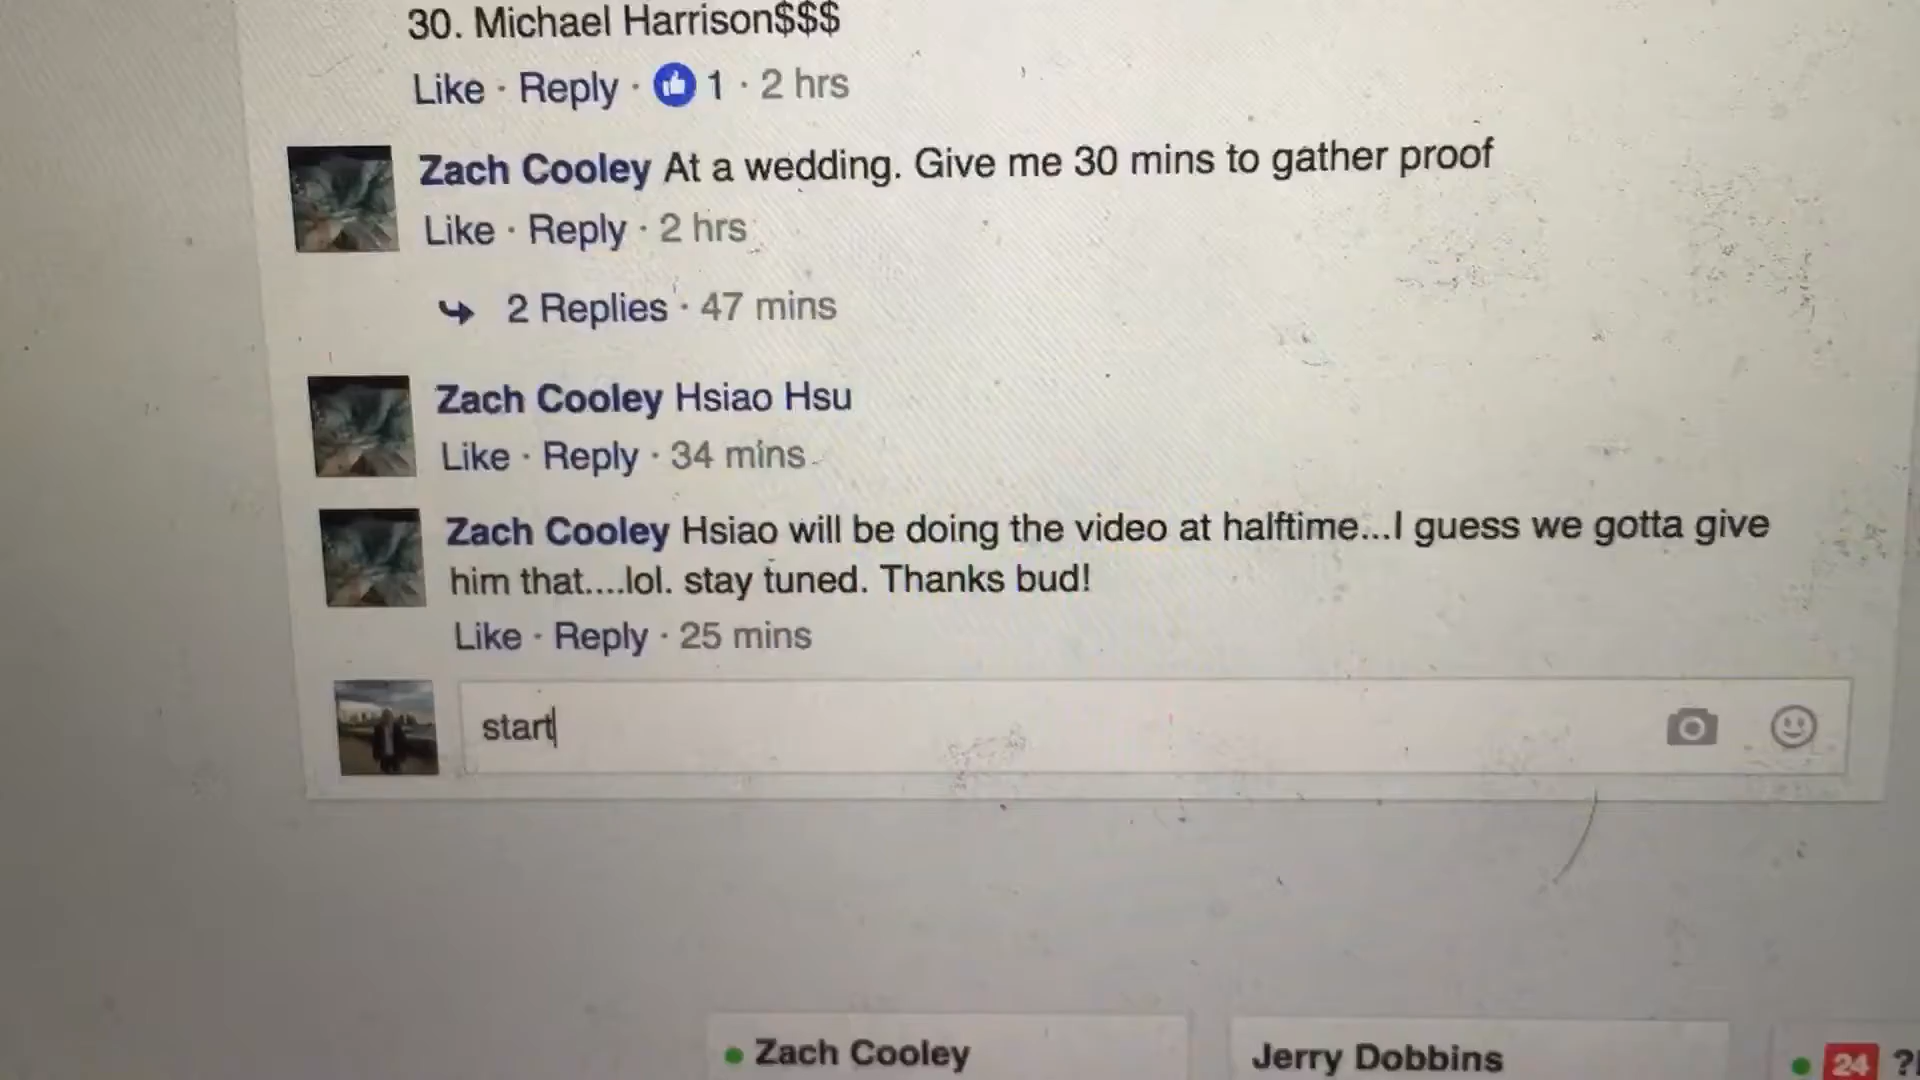 30. Michael Harrison$$$
Like · Reply · 1 · 2 hrs
Zach Cooley At a wedding. Give me 30 mins to gather proof
Like · Reply · 2 hrs
2 Replies · 47 mins
Zach Cooley Hsiao Hsu
Like · Reply · 34 mins
Zach Cooley Hsiao will be doing the video at halftime...I guess we gotta give
him that....lol. stay tuned. Thanks bud!
Like · Reply · 25 mins
start
Zach Cooley
Jerry Dobbins
24